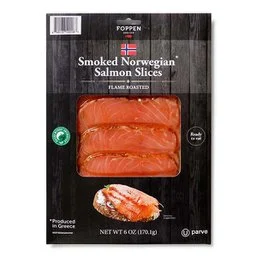 FOPPEN
Smoked Norwegian*
Salmon Slices
FLAME ROASTED
Ready
to eat
*Produced
in Greece
NET WT 6 OZ (170.1g)
U parve